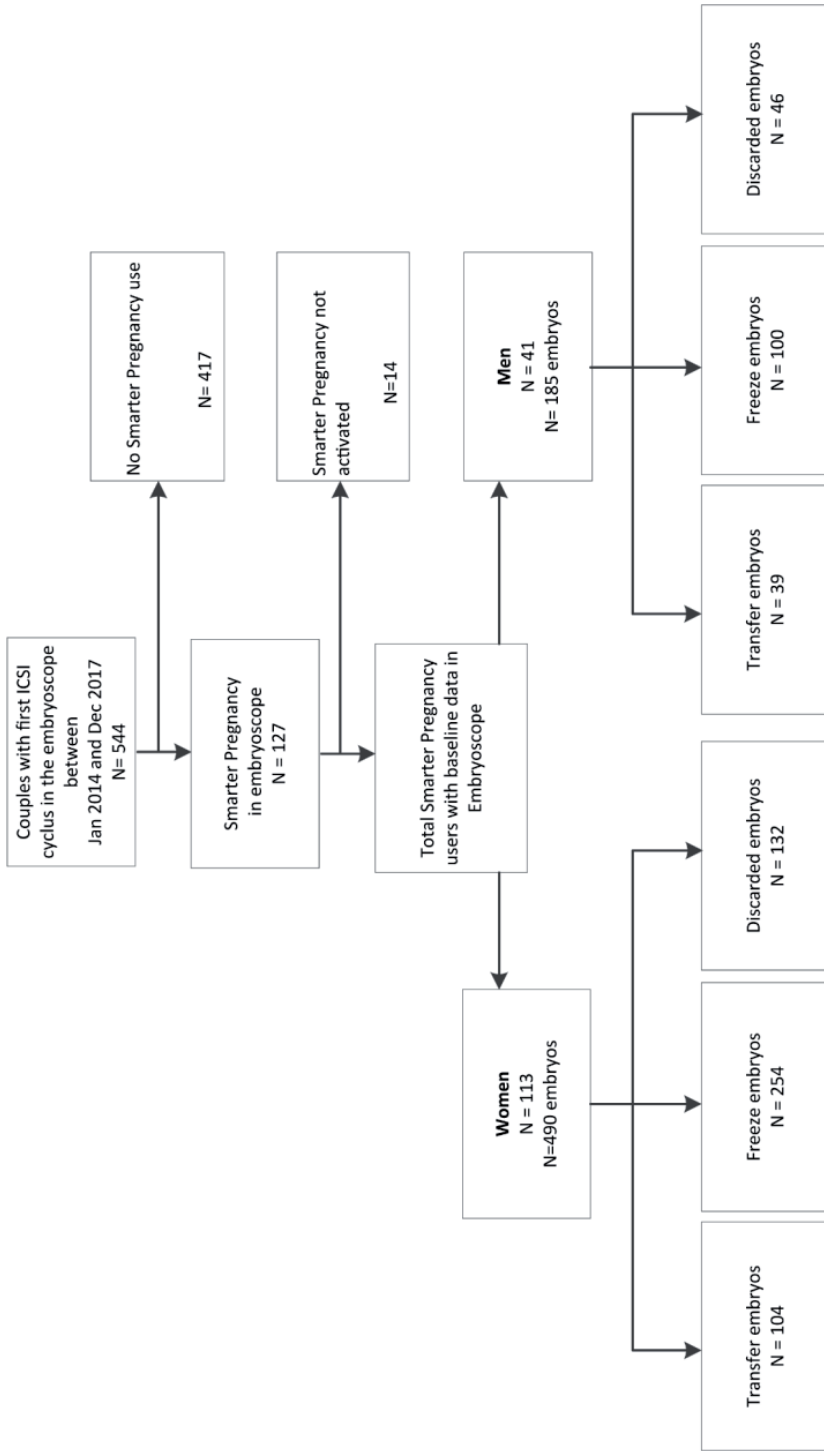 Couples with first ICSI
cyclus in the embryoscope
between
Jan 2014 and Dec 2017
N= 544
No Smarter Pregnancy use
N= 417
Smarter Pregnancy
in embryoscope
N = 127
Smarter Pregnancy not
activated
N=14
Total Smarter Pregnancy
users with baseline data in
Embryoscope
Women
N = 113
N=490 embryos
Men
N = 41
N= 185 embryos
Transfer embryos
N = 104
Freeze embryos
N = 254
Discarded embryos
N = 132
Transfer embryos
N = 39
Freeze embryos
N = 100
Discarded embryos
N = 46